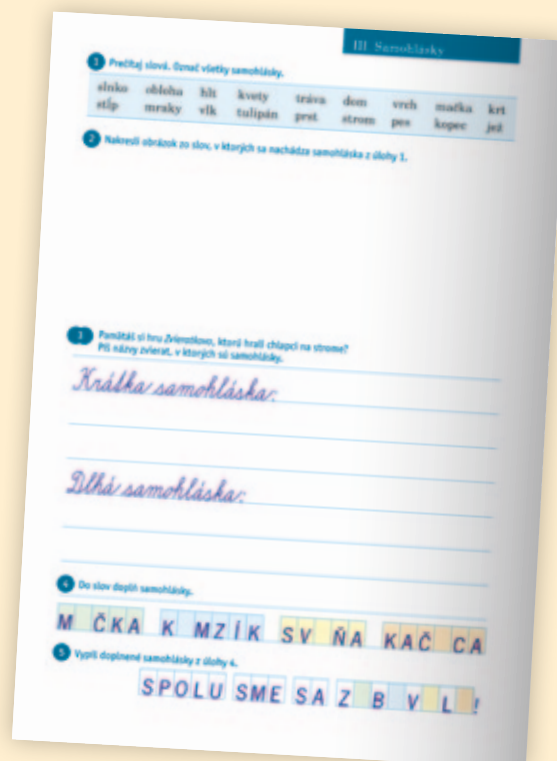 III Samohlásky
1 Prečítaj slová. Označ všetky samohlásky.
slnko obloha hlt kvety tráva dom vrch mačka krt
stĺp mraky vlk tulipán prst strom pes kopec jež
2 Nakresli obrázok zo slov, v ktorých sa nachádza samohláska z úlohy 1.
3 Pamätáš si hru Zvieratkovo, ktorú hrali chlapci na strome?
Píš názvy zvierat, v ktorých sú samohlásky.
Krátka samohláska:
Dlhá samohláska:
4 Do slov doplň samohlásky.
M ČKA K MZÍK SV ŇA KAČ CA
5 Vypíš doplnené samohlásky z úlohy 4.
SPOLU SME SA Z B V L !